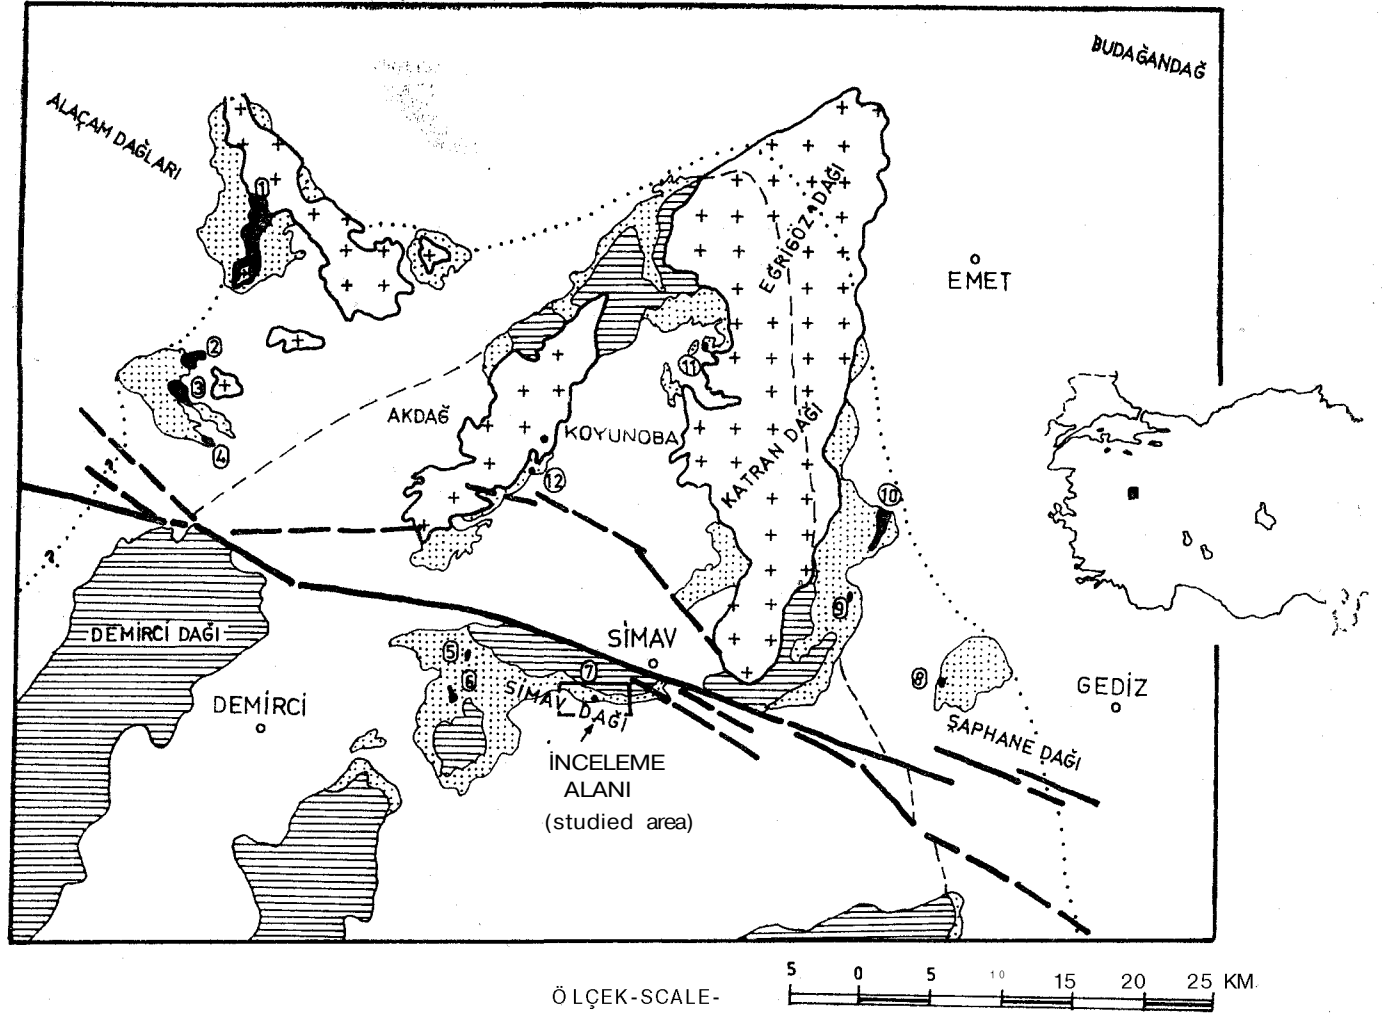 BUDAĞANDAĞ
ALAÇAM DAĞLARI
1
EĞRİGÖZ DAĞI
EMET
2
3
11
4
AKDAĞ
KOYUNOBA
KATRAN DAĞI
12
10
?
?
9
DEMİRCİ DAĞI
SİMAV
5
6
7
8
GEDİZ
DEMİRCİ
SİMAV DAĞI
ŞAPHANE DAĞI
İNCELEME
ALANI
(studied area)
5 0 5 10 15 20 25 KM.
ÖLÇEK-SCALE-